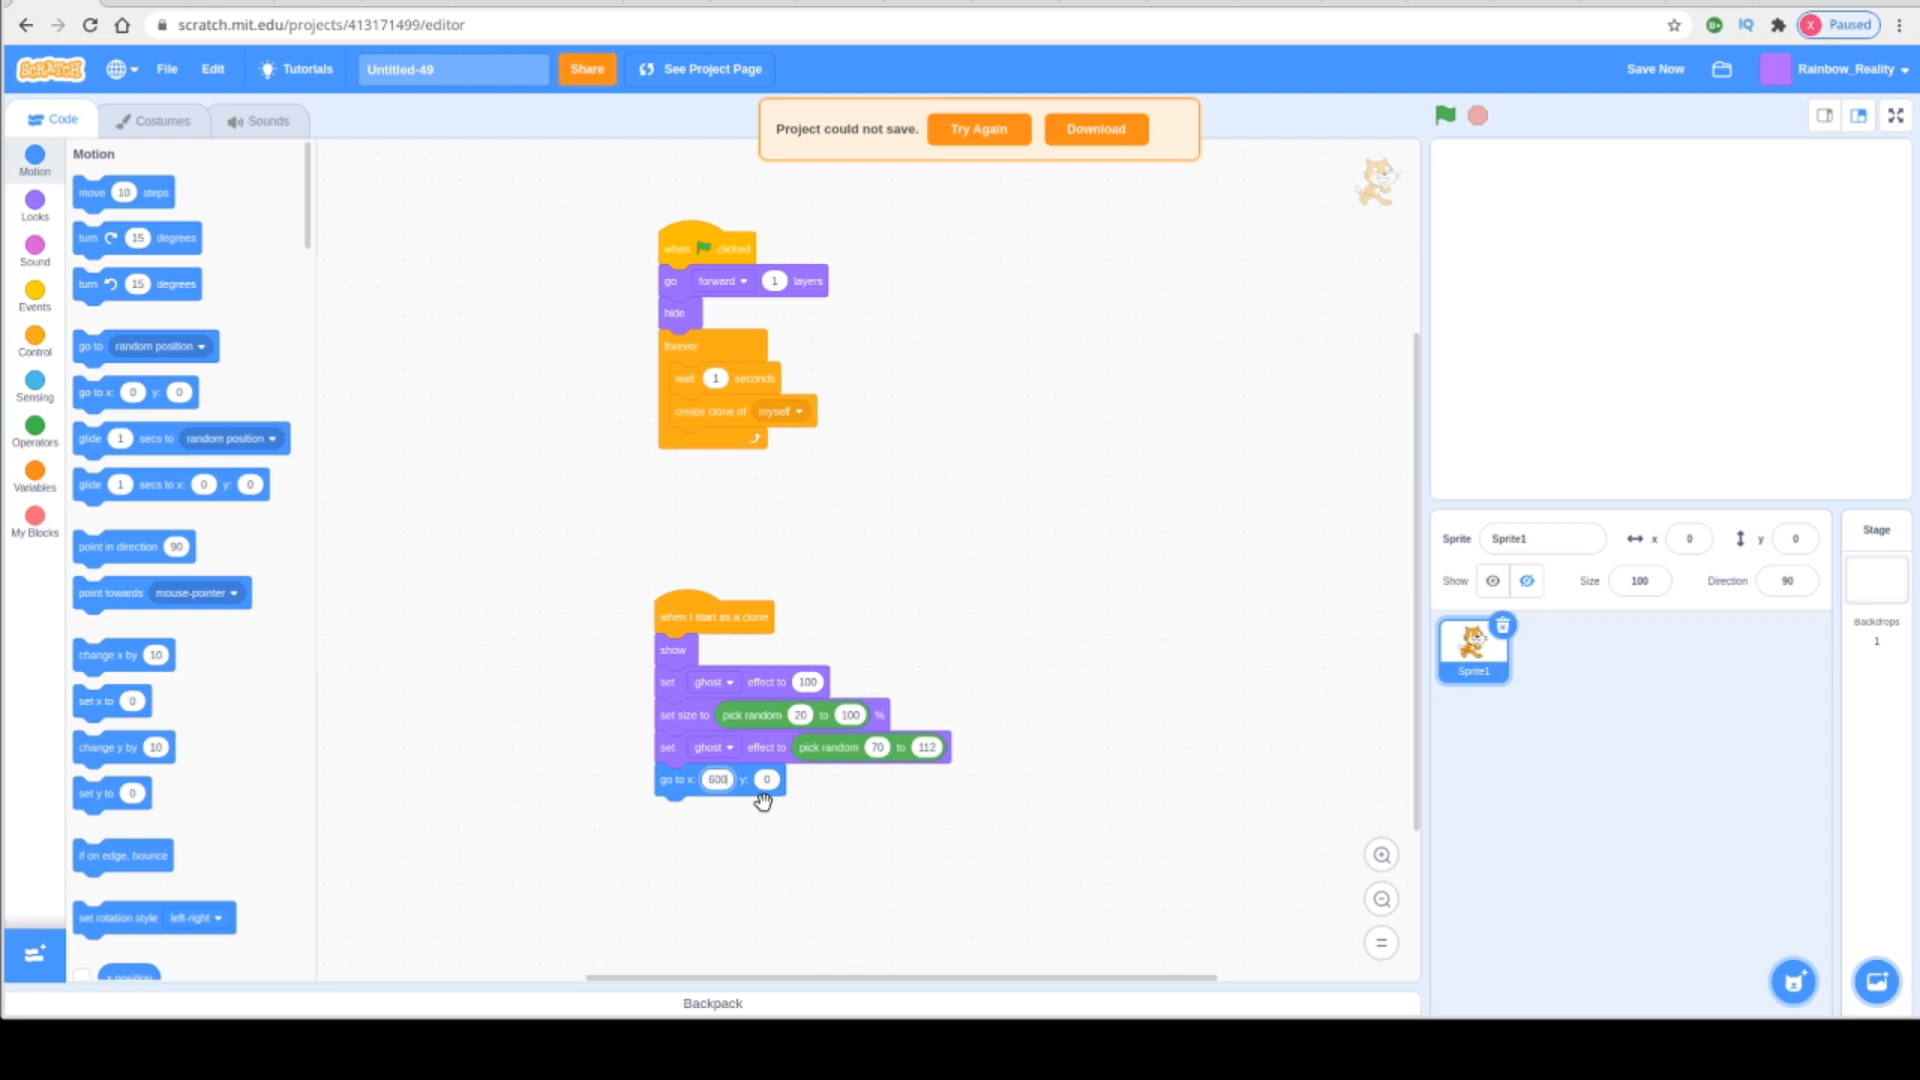 scratch.mit.edu/projects/413171499/editor
IQ
X Paused
SCRATCH
File
Edit
Tutorials
Untitled-49
Share
See Project Page
Save Now
Rainbow_Reality
Code
Costumes
Sounds
Project could not save.
Try Again
Download
Motion
Looks
Sound
Events
Control
Sensing
Operators
Variables
My Blocks
Motion
move 10 steps
turn 15 degrees
turn 15 degrees
go to random position
go to x: 0 y: 0
glide 1 secs to random position
glide 1 secs to x: 0 y: 0
point in direction 90
point towards mouse-pointer
change x by 10
set x to 0
change y by 10
set y to 0
if on edge, bounce
set rotation style left-right
x position
when clicked
go forward 1 layers
hide
forever
wait 1 seconds
create clone of myself
when I start as a clone
show
set ghost effect to 100
set size to pick random 20 to 100 %
set ghost effect to pick random 70 to 112
go to x: 600 y: 0
Backpack
Sprite Sprite1 x 0 y 0
Show Size 100 Direction 90
Sprite1
Stage
Backdrops
1